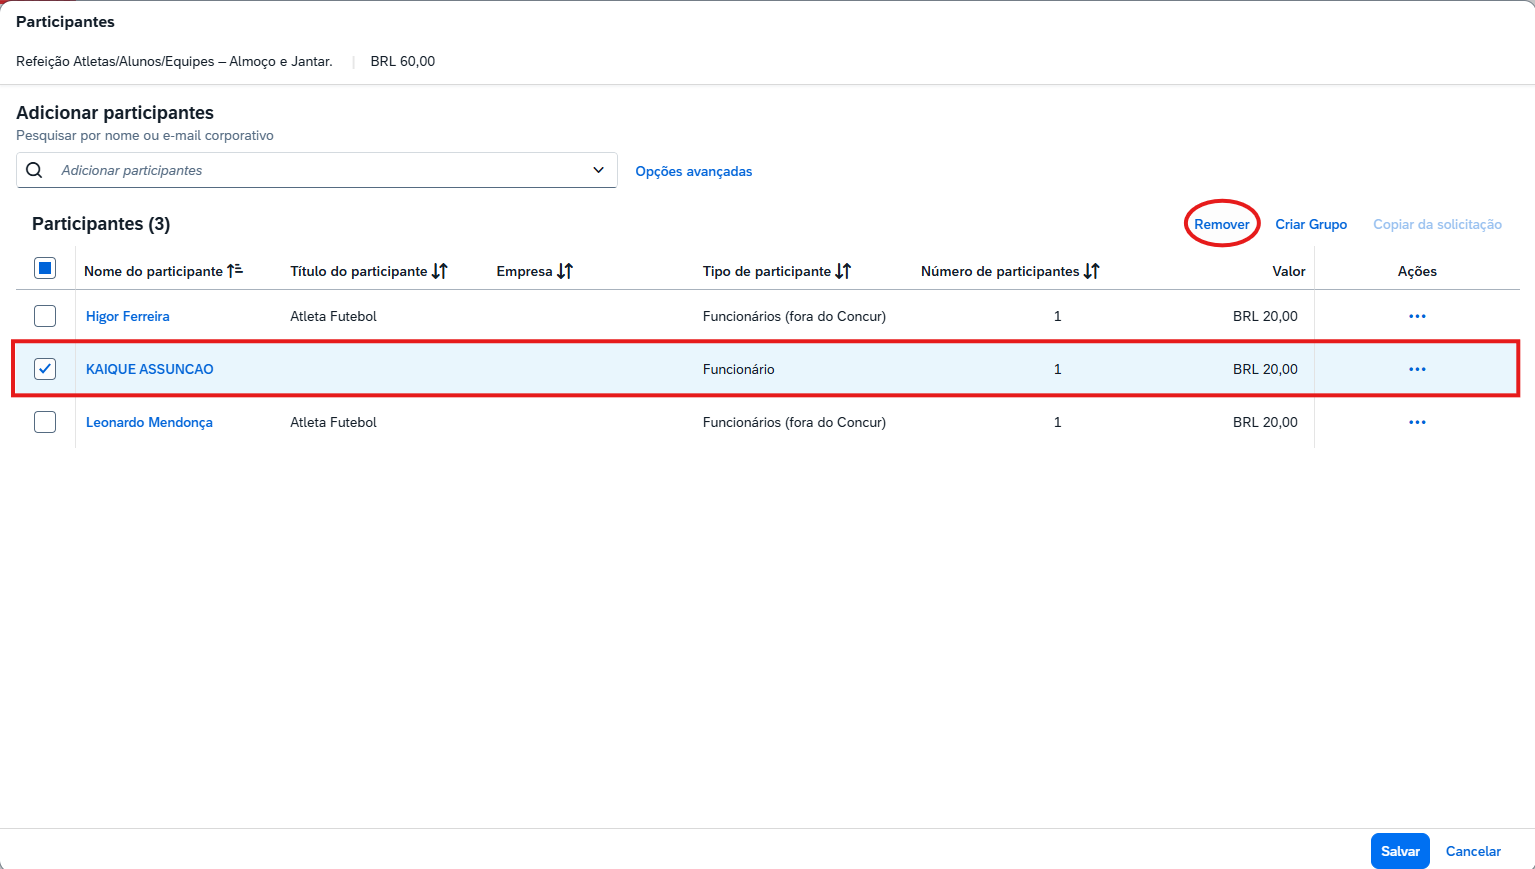 Participantes
Refeição Atletas/Alunos/Equipes – Almoço e Jantar. | BRL 60,00
Adicionar participantes
Pesquisar por nome ou e-mail corporativo
Adicionar participantes Opções avançadas
Participantes (3) Remover Criar Grupo Copiar da solicitação
Nome do participante Título do participante Empresa Tipo de participante Número de participantes Valor Ações
Higor Ferreira Atleta Futebol Funcionários (fora do Concur) 1 BRL 20,00
KAIQUE ASSUNCAO Funcionário 1 BRL 20,00
Leonardo Mendonça Atleta Futebol Funcionários (fora do Concur) 1 BRL 20,00
Salvar Cancelar